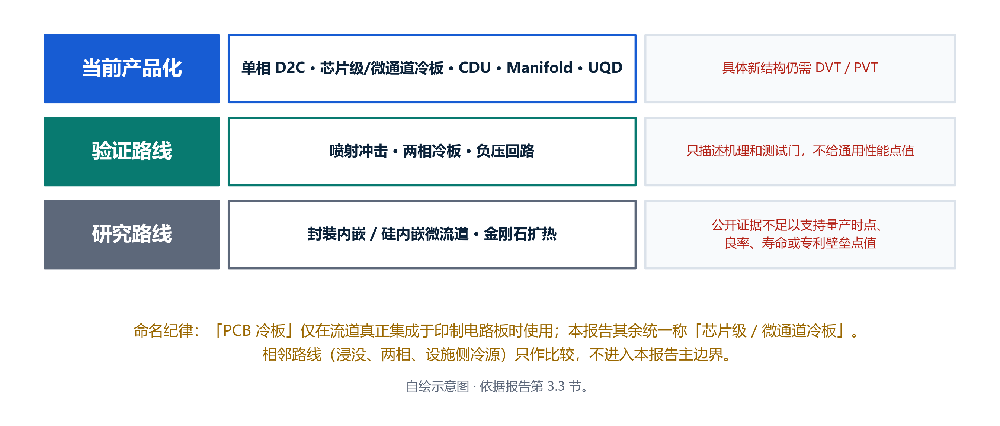 当前产品化
单相 D2C • 芯片级/微通道冷板 • CDU • Manifold • UQD
具体新结构仍需 DVT / PVT
验证路线
喷射冲击 • 两相冷板 • 负压回路
只描述机理和测试门，不给通用性能点值
研究路线
封装内嵌 / 硅内嵌微流道 • 金刚石扩热
公开证据不足以支持量产时点、
良率、寿命或专利壁垒点值
命名纪律：「PCB 冷板」仅在流道真正集成于印制电路板时使用；本报告其余统一称「芯片级 / 微通道冷板」。
相邻路线（浸没、两相、设施侧冷源）只作比较，不进入本报告主边界。
自绘示意图 · 依据报告第 3.3 节。